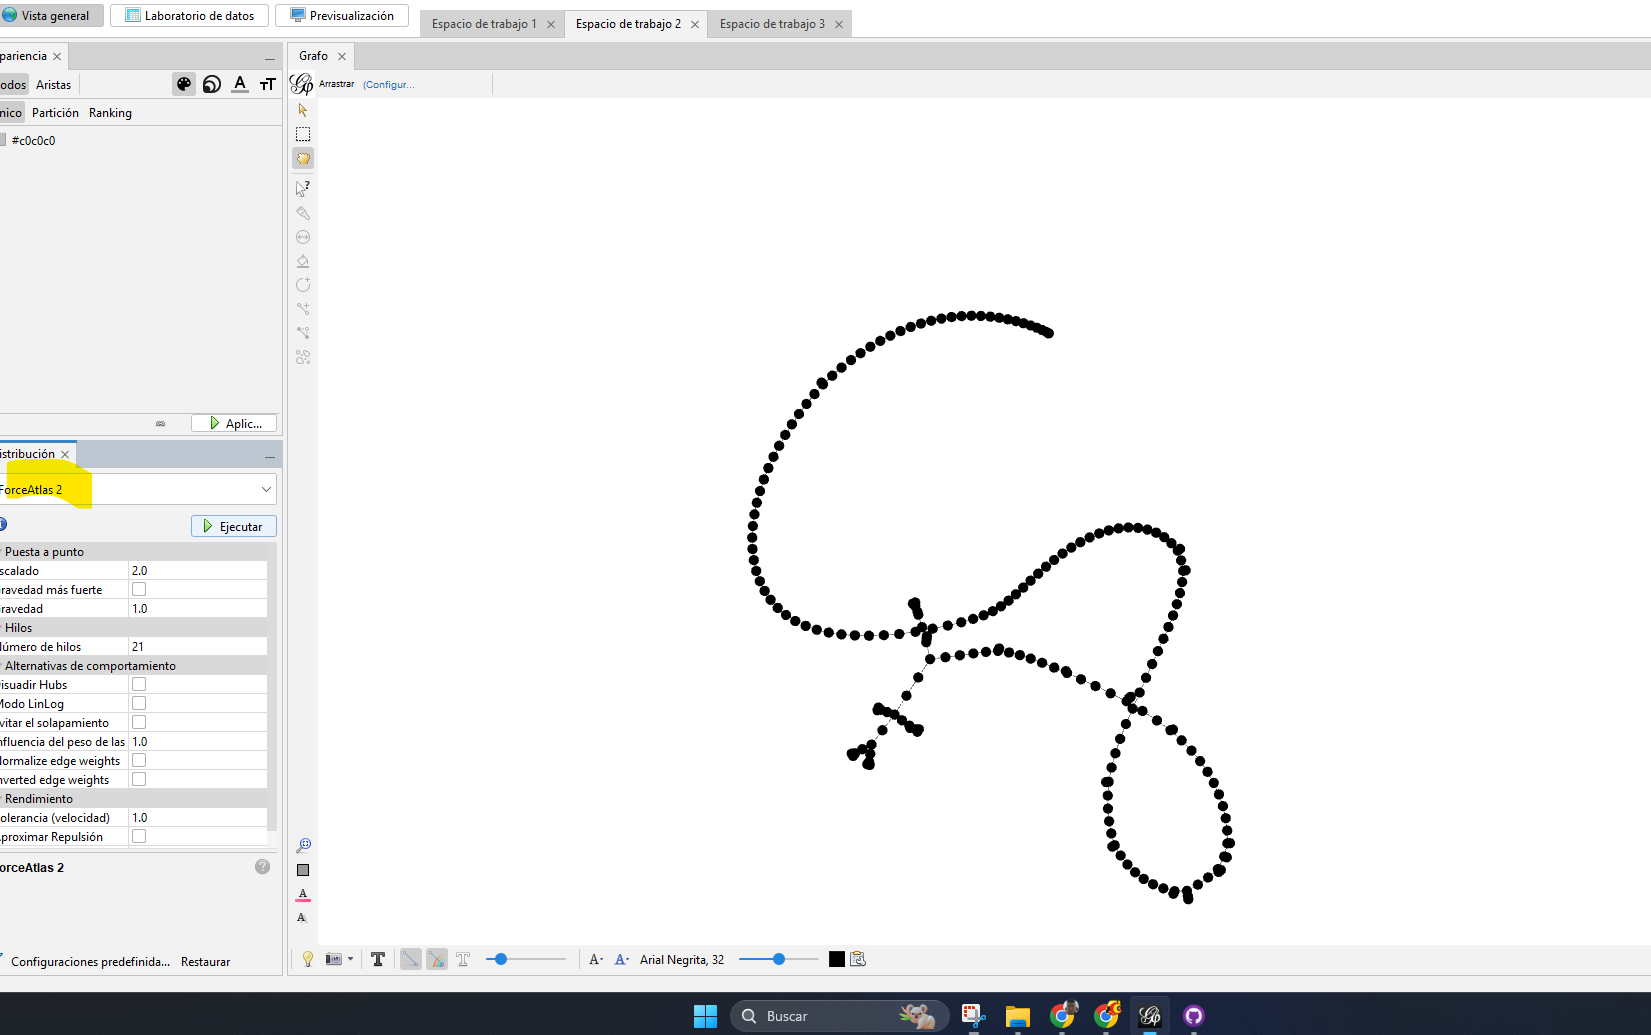 Vista general
Laboratorio de datos
Previsualización
Espacio de trabajo 1
Espacio de trabajo 2
Espacio de trabajo 3
pariencia
Grafo
odos Aristas
A
TT
Arrastrar (Configur...
nico Partición Ranking
#c0c0c0
Aplic...
istribución
ForceAtlas 2
Ejecutar
Puesta a punto
scalado 2.0
ravedad más fuerte
ravedad 1.0
Hilos
lúmero de hilos 21
Alternativas de comportamiento
isuadir Hubs
Modo LinLog
vitar el solapamiento
nfluencia del peso de las 1.0
lormalize edge weights
nverted edge weights
Rendimiento
olerancia (velocidad) 1.0
proximar Repulsión
orceAtlas 2
?
A
A
Configuraciones predefinida... Restaurar
T
T
A-
A-
Arial Negrita, 32
Buscar